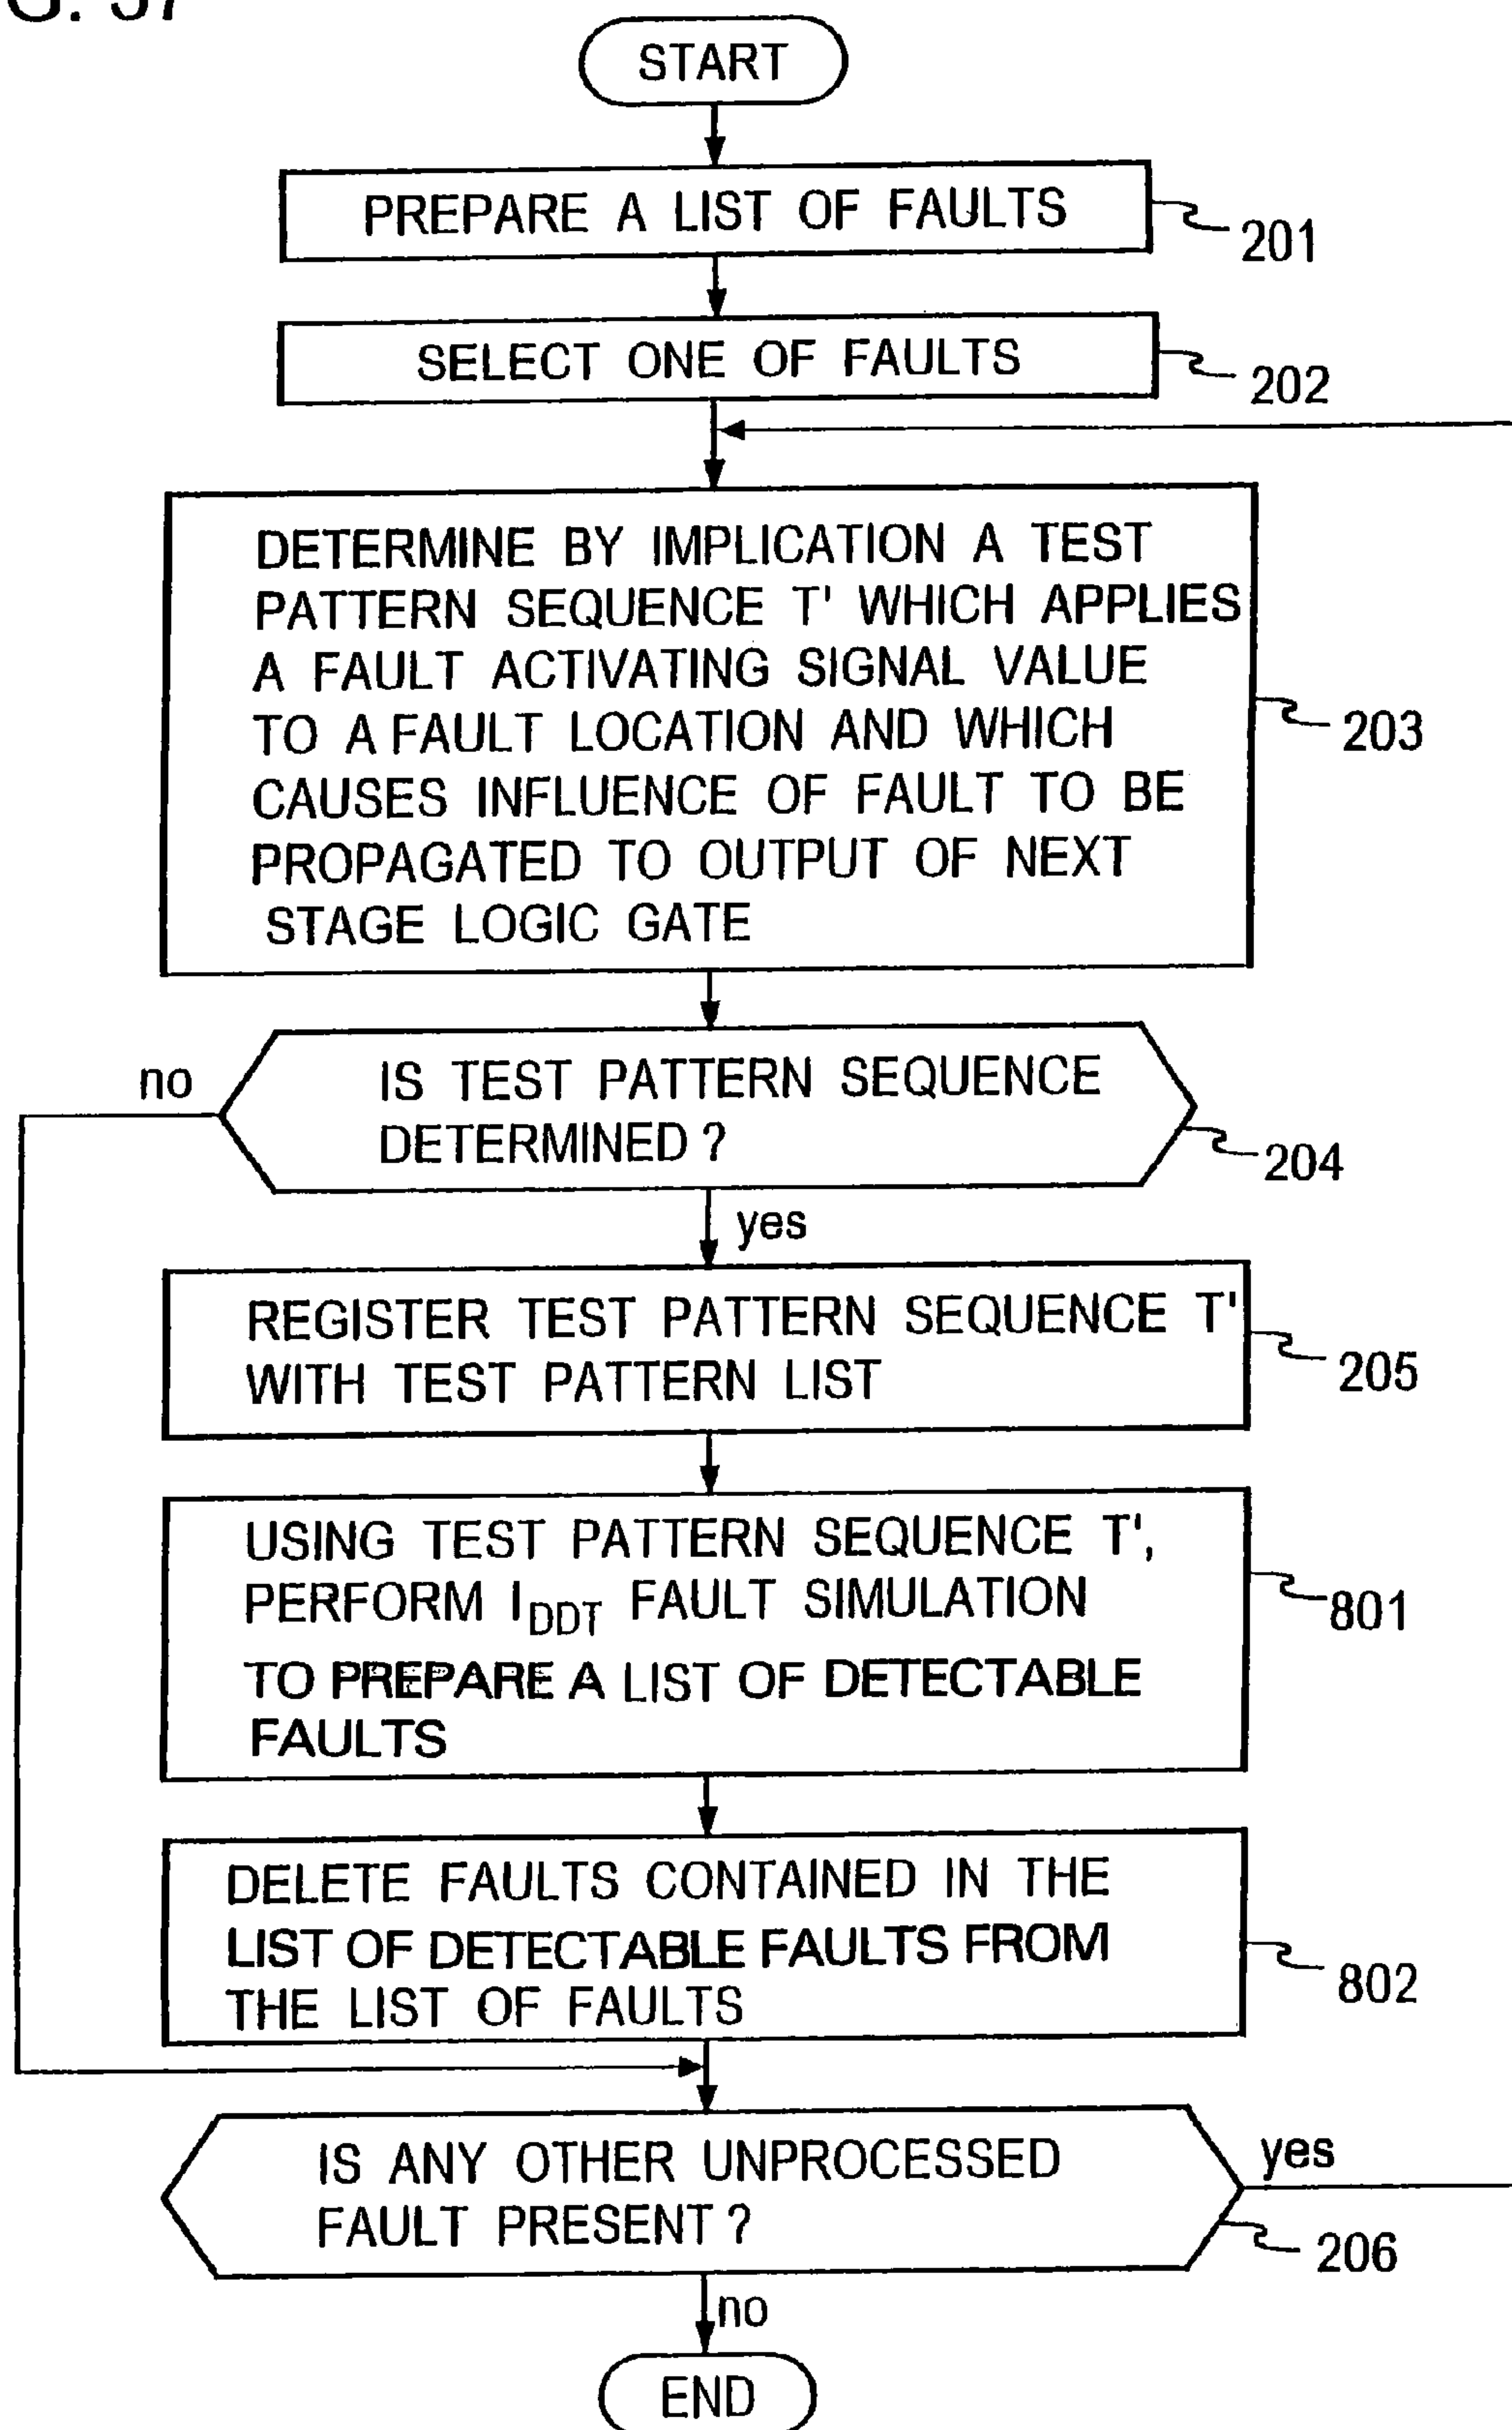 G. 37
START
PREPARE A LIST OF FAULTS
201
SELECT ONE OF FAULTS
202
DETERMINE BY IMPLICATION A TEST
PATTERN SEQUENCE T' WHICH APPLIES
A FAULT ACTIVATING SIGNAL VALUE
TO A FAULT LOCATION AND WHICH
CAUSES INFLUENCE OF FAULT TO BE
PROPAGATED TO OUTPUT OF NEXT
STAGE LOGIC GATE
203
no
IS TEST PATTERN SEQUENCE
DETERMINED ?
204
yes
REGISTER TEST PATTERN SEQUENCE T'
WITH TEST PATTERN LIST
205
USING TEST PATTERN SEQUENCE T',
PERFORM IDDT FAULT SIMULATION
TO PREPARE A LIST OF DETECTABLE
FAULTS
801
DELETE FAULTS CONTAINED IN THE
LIST OF DETECTABLE FAULTS FROM
THE LIST OF FAULTS
802
IS ANY OTHER UNPROCESSED
FAULT PRESENT ?
yes
206
no
END